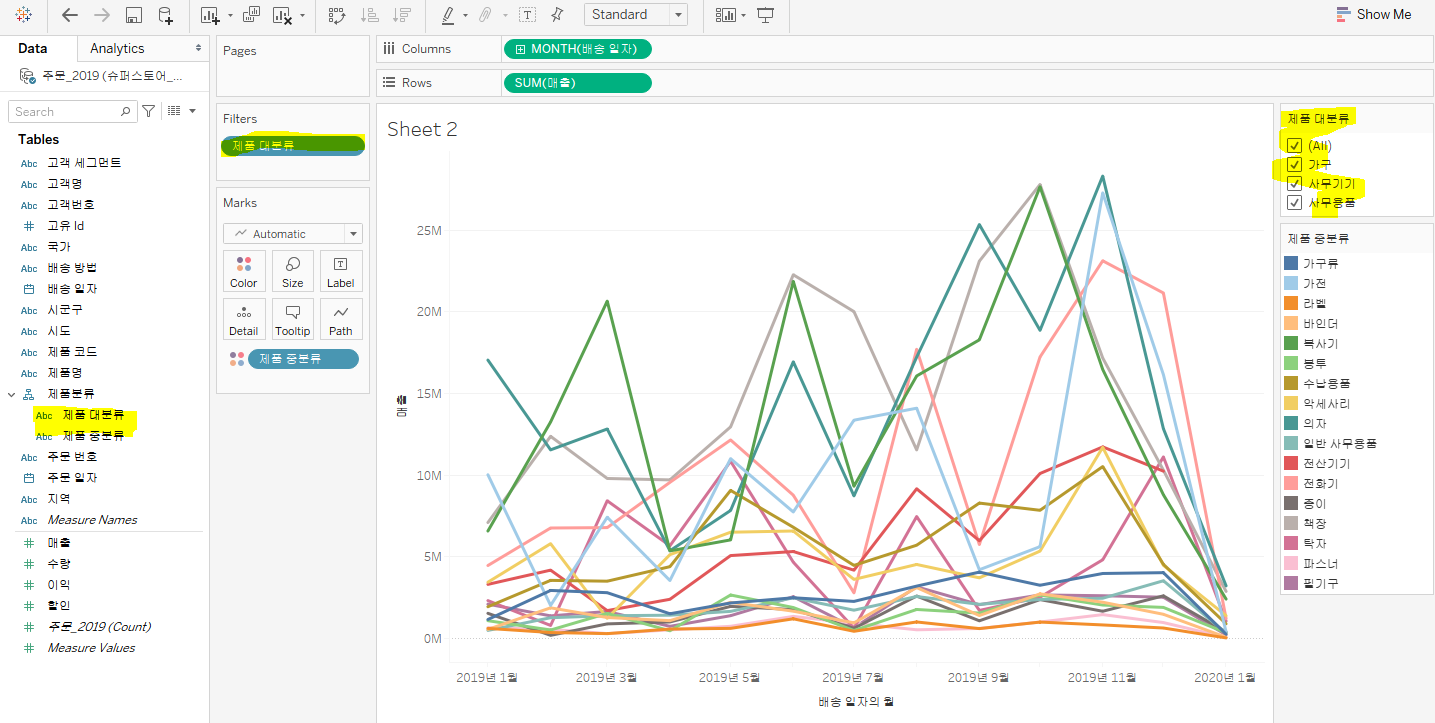 Standard
Show Me
Data
Analytics
Pages
Columns
MONTH(배송 일자)
주문_2019 (슈퍼스토어_...
Rows
SUM(매출)
Search
Filters
제품 대분류
Tables
Abc 고객 세그먼트
Abc 고객명
Abc 고객번호
고유 Id
Abc 국가
Abc 배송 방법
배송 일자
Abc 시군구
Abc 시도
Abc 제품 코드
Abc 제품명
제품분류
Abc 제품 대분류
Abc 제품 중분류
Abc 주문 번호
주문 일자
Abc 지역
Abc Measure Names
매출
수량
이익
할인
주문_2019 (Count)
Measure Values
Marks
Automatic
Color
Size
Label
Detail
Tooltip
Path
제품 중분류
Sheet 2
25M
20M
15M
10M
5M
0M
매출
2019년 1월
2019년 3월
2019년 5월
2019년 7월
2019년 9월
2019년 11월
2020년 1월
배송 일자의 월
제품 대분류
(All)
가구
사무기기
사무용품
제품 중분류
가구류
가전
라벨
바인더
복사기
봉투
수납용품
악세사리
의자
일반 사무용품
전산기기
전화기
종이
책장
탁자
파스너
필기구